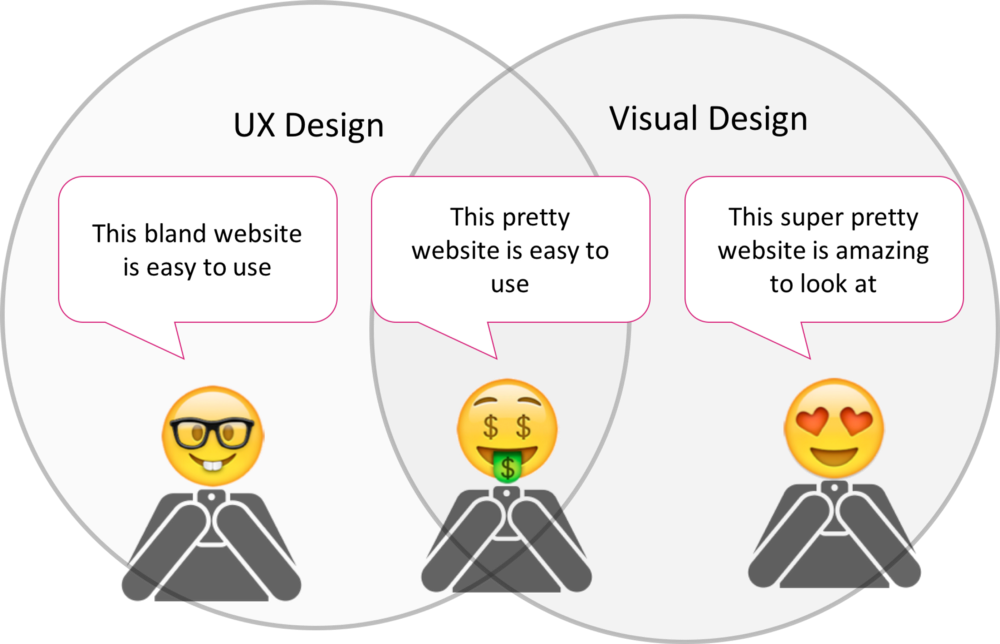 UX Design
Visual Design
This bland website
is easy to use
This pretty
website is easy to
use
This super pretty
website is amazing
to look at
$ $
$